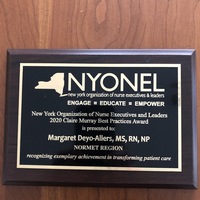 NYONEL
new york organization of nurse executives & leaders
ENGAGE ▪ EDUCATE ▪ EMPOWER
New York Organization of Nurse Executives and Leaders
2020 Claire Murray Best Practices Award
is presented to:
Margaret Deyo-Allers, MS, RN, NP
NORMET REGION
recognizing exemplary achievement in transforming patient care